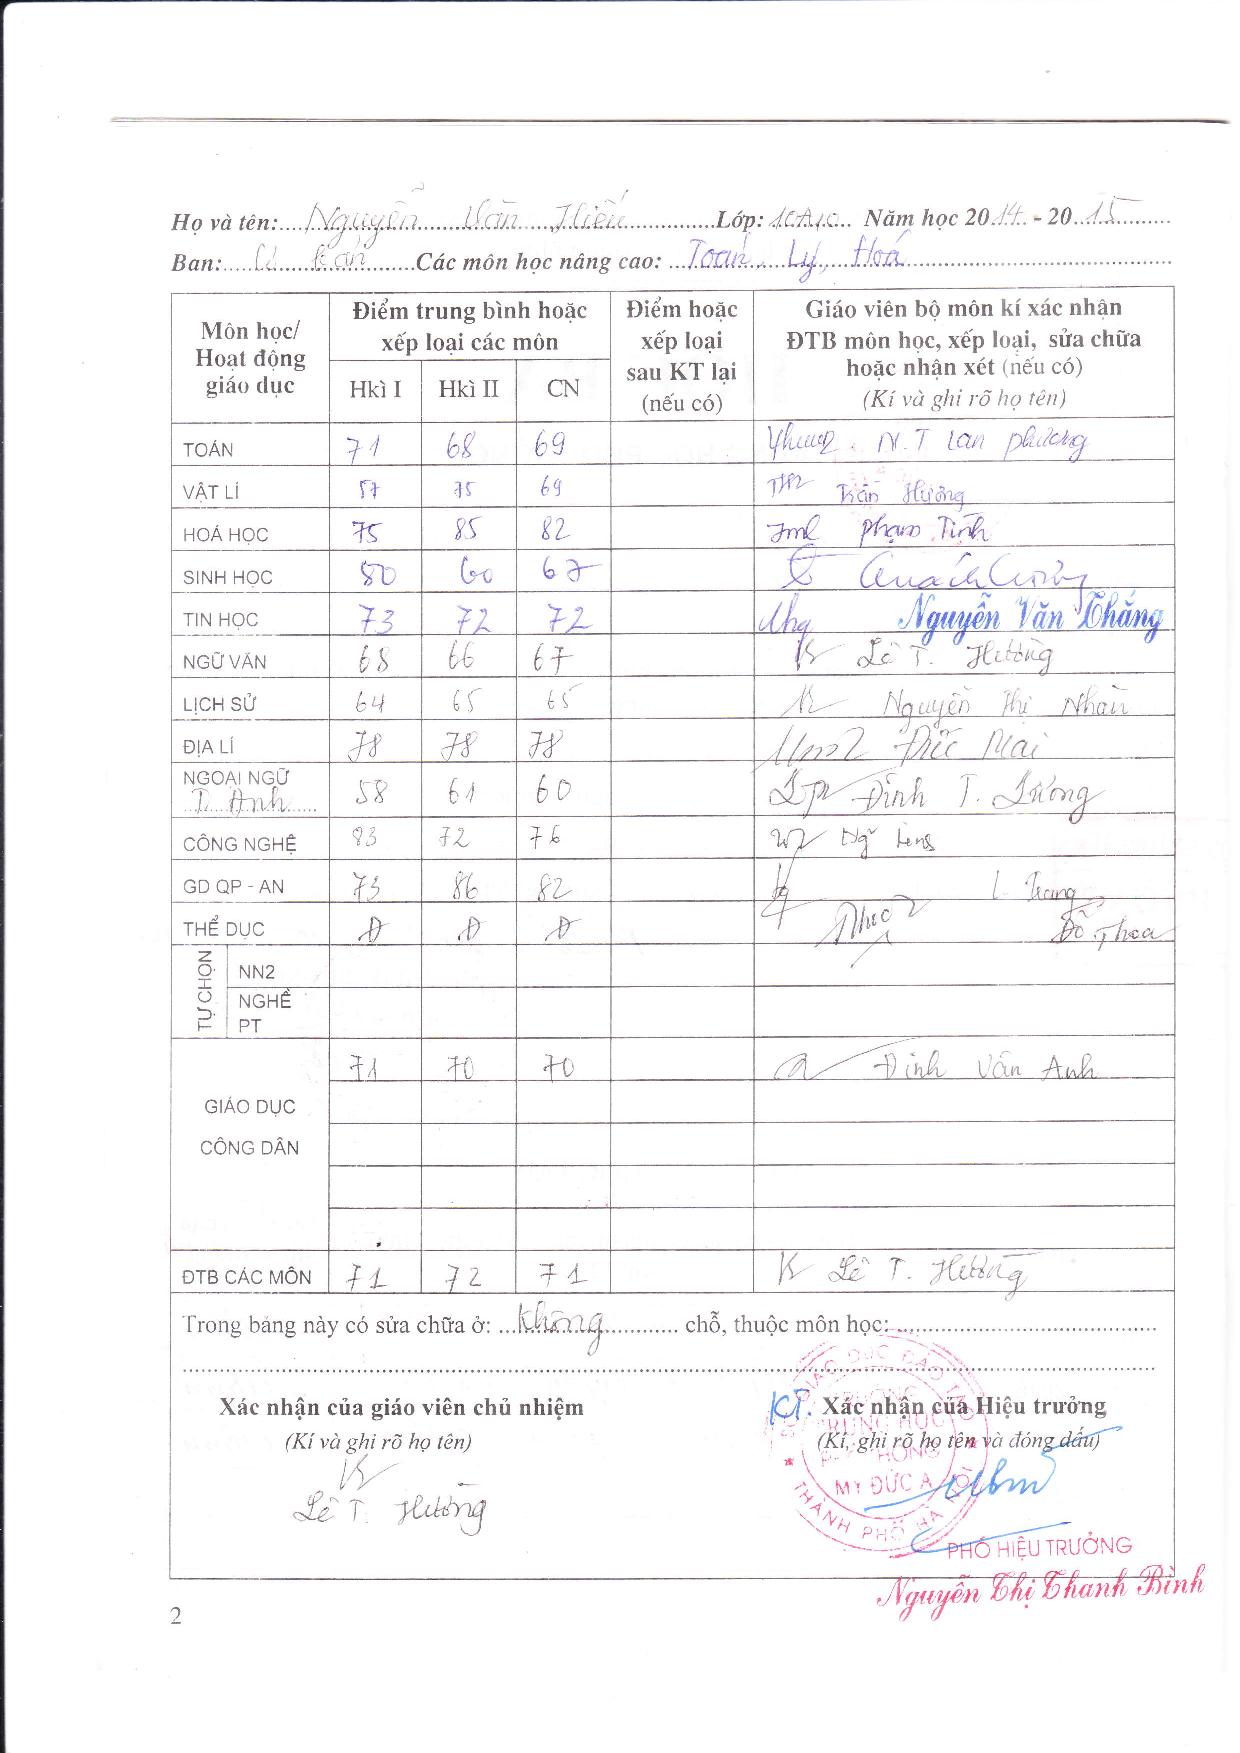 Họ và tên: Nguyễn Văn Hiếu Lớp: 10A10 Năm học 2014 - 2015
Ban: Cơ bản Các môn học nâng cao: Toán, Lý, Hoá
Môn học/ Hoạt động giáo dục
Điểm trung bình hoặc xếp loại các môn
Điểm hoặc xếp loại sau KT lại (nếu có)
Giáo viên bộ môn kí xác nhận
ĐTB môn học, xếp loại, sửa chữa
hoặc nhận xét (nếu có)
(Kí và ghi rõ họ tên)
Hkì I Hkì II CN
TOÁN 71 68 69 N.T Lan Phương
VẬT LÍ 57 75 69 Trần Hường
HOÁ HỌC 75 85 82 Phạm Tình
SINH HỌC 80 60 67
TIN HỌC 73 72 72 Nguyễn Văn Thắng
NGỮ VĂN 68 66 67 Lê T. Hường
LỊCH SỬ 64 65 65 Nguyễn Thị Nhàn
ĐỊA LÍ 78 78 78 Đức Mai
NGOẠI NGỮ
T. Anh 58 61 60 Đinh T.
CÔNG NGHỆ 83 72 76
GD QP - AN 73 86 82 Trang
THỂ DỤC Đ Đ Đ Đỗ Thoa
TỰ CHỌN
NN2
NGHỀ
PT
71 70 70 Đinh Vân Anh
GIÁO DỤC
CÔNG DÂN
ĐTB CÁC MÔN 71 72 71 Lê T. Hường
Trong bảng này có sửa chữa ở: không chỗ, thuộc môn học:
Xác nhận của giáo viên chủ nhiệm
(Kí và ghi rõ họ tên)
Lê T. Hường
KT. Xác nhận của Hiệu trưởng
(Kí, ghi rõ họ tên và đóng dấu)
SỞ GIÁO DỤC ĐÀO TẠO
TRƯỜNG
TRUNG HỌC
PHỔ THÔNG
MỸ ĐỨC A
THÀNH PHỐ HÀ NỘI
PHÓ HIỆU TRƯỞNG
Nguyễn Thị Thanh Bình
2